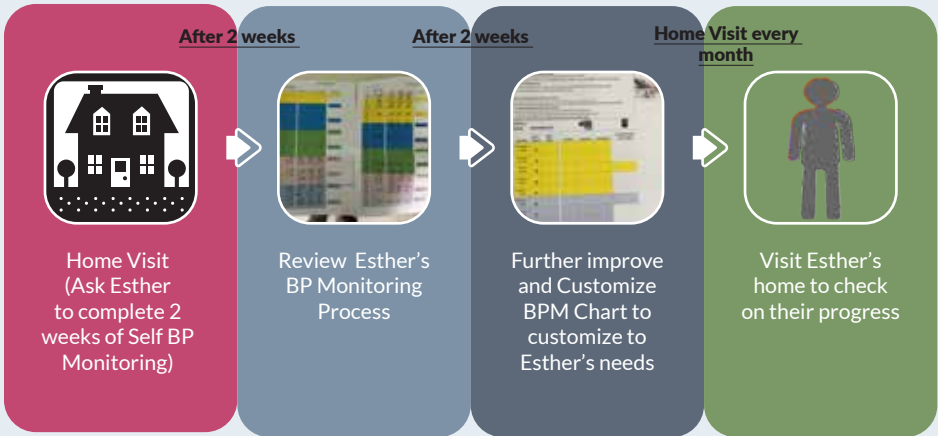 After 2 weeks
After 2 weeks
Home Visit every
month
Home Visit
(Ask Esther
to complete 2
weeks of Self BP
Monitoring)
Review Esther's
BP Monitoring
Process
Further improve
and Customize
BPM Chart to
customize to
Esther's needs
Visit Esther's
home to check
on their progress